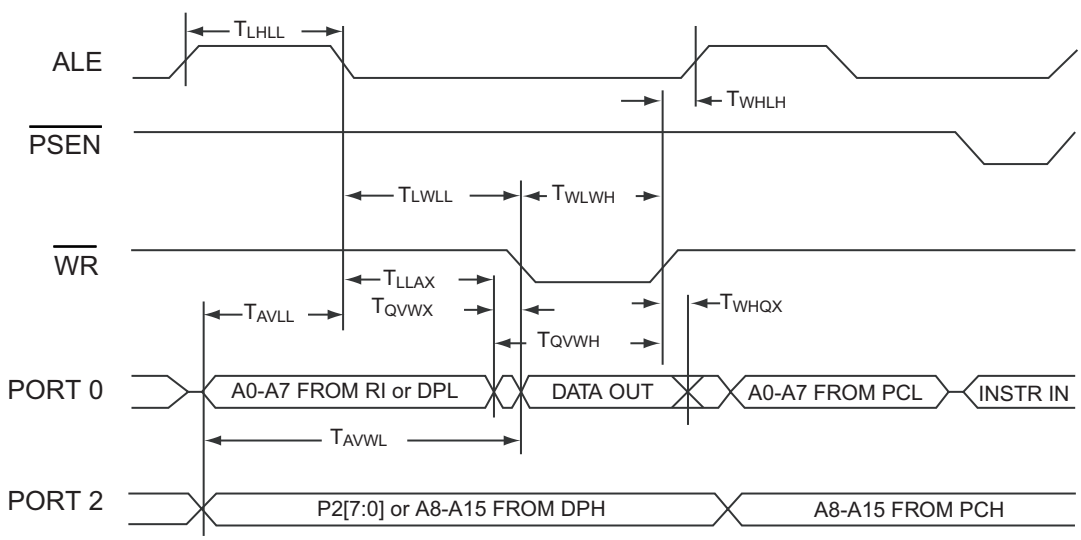 TLHLL
ALE
TWHLH
PSEN
TLWLL
TWLWH
WR
TLLAX
TAVLL
TQVWX
TWHQX
TQVWH
PORT 0
A0-A7 FROM RI or DPL
DATA OUT
A0-A7 FROM PCL
INSTR IN
TAVWL
PORT 2
P2[7:0] or A8-A15 FROM DPH
A8-A15 FROM PCH